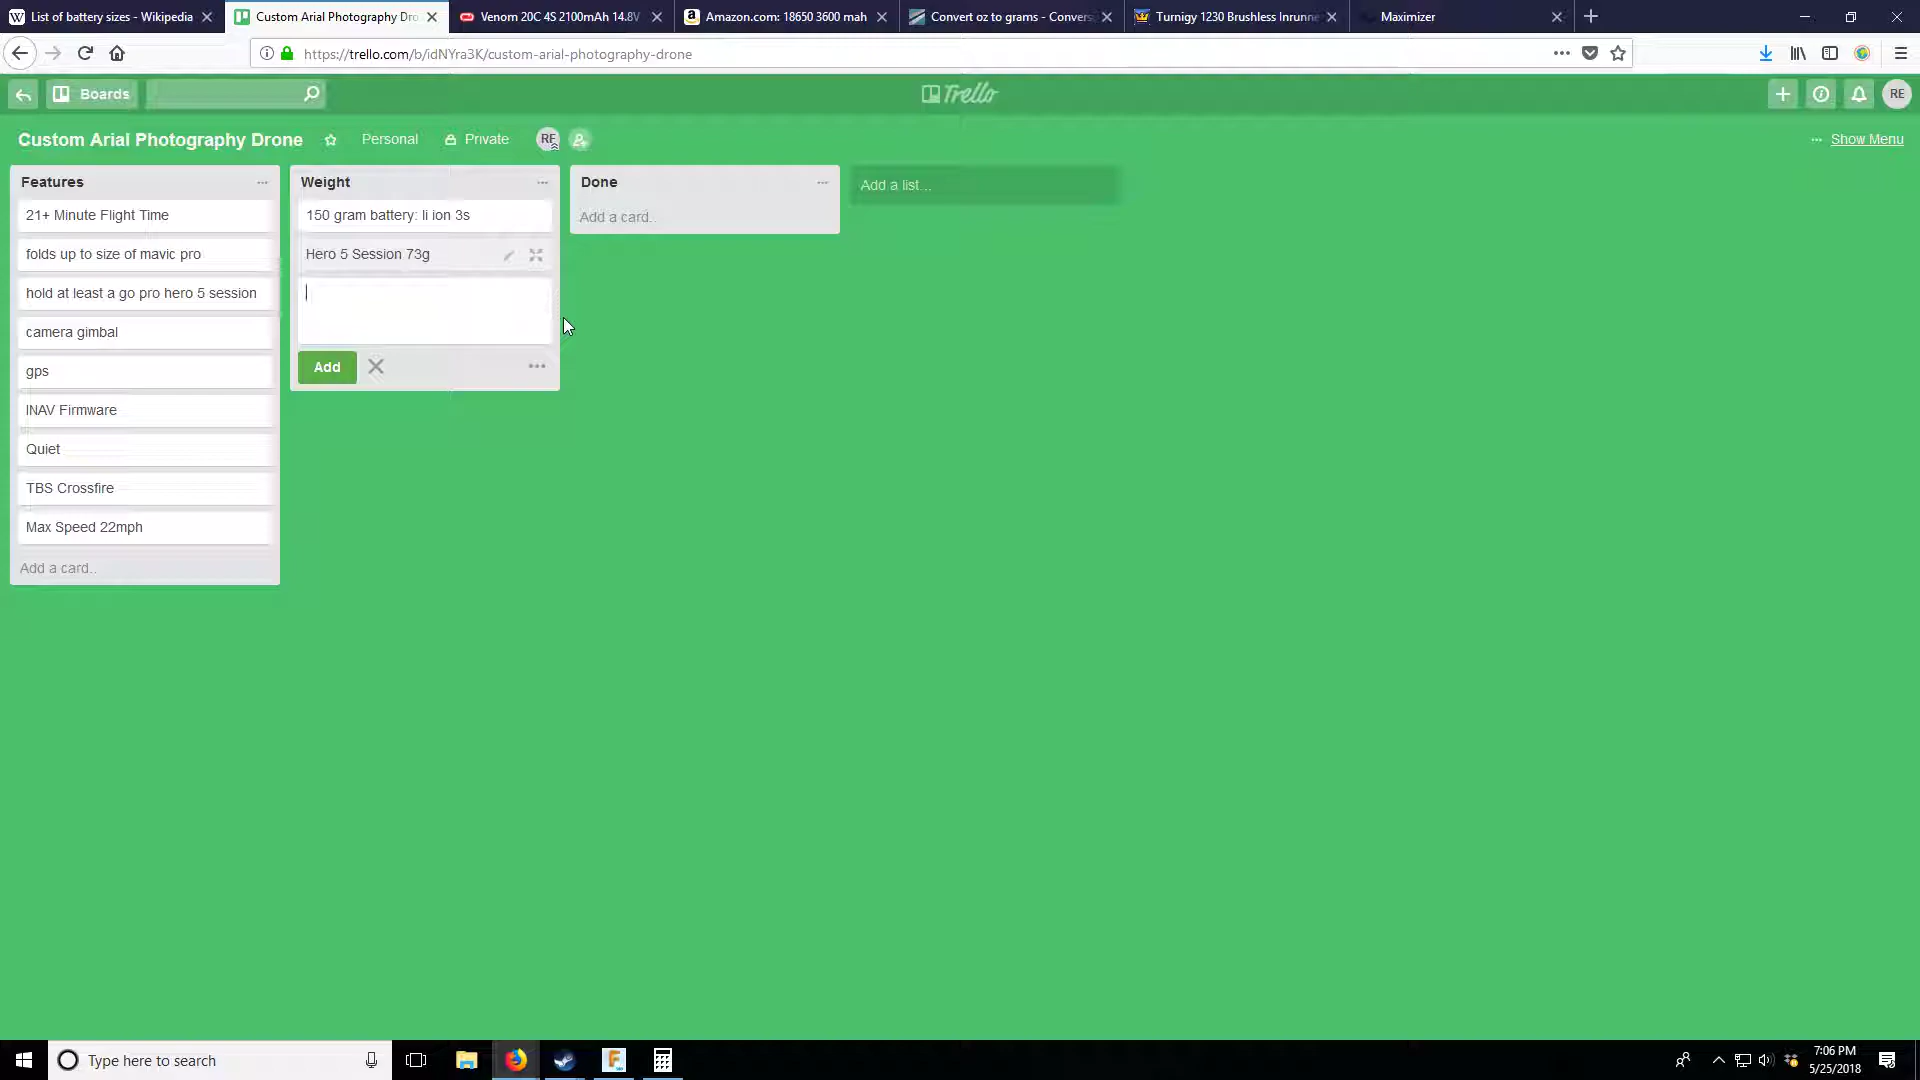 List of battery sizes - Wikipedia
Custom Arial Photography Dro
Venom 20C 4S 2100mAh 14.8V
Amazon.com: 18650 3600 mah
Convert oz to grams - Convers
Turnigy 1230 Brushless Inrunne
Maximizer
https://trello.com/b/idNYra3K/custom-arial-photography-drone
Boards
Trello
RE
Custom Arial Photography Drone
Personal
Private
RE
Show Menu
Features
21+ Minute Flight Time
folds up to size of mavic pro
hold at least a go pro hero 5 session
camera gimbal
gps
INAV Firmware
Quiet
TBS Crossfire
Max Speed 22mph
Add a card..
Weight
150 gram battery: li ion 3s
Hero 5 Session 73g
Add
Done
Add a card..
Add a list...
Type here to search
7:06 PM
5/25/2018